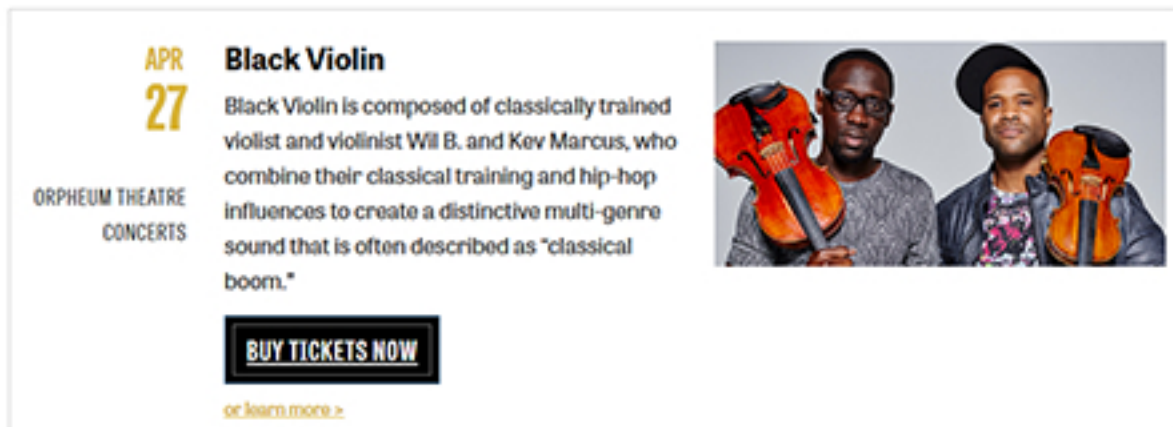 APR
27
ORPHEUM THEATRE
CONCERTS
Black Violin
Black Violin is composed of classically trained
violist and violinist Wil B. and Kev Marcus, who
combine their classical training and hip-hop
influences to create a distinctive multi-genre
sound that is often described as "classical
boom."
BUY TICKETS NOW
or learn more >